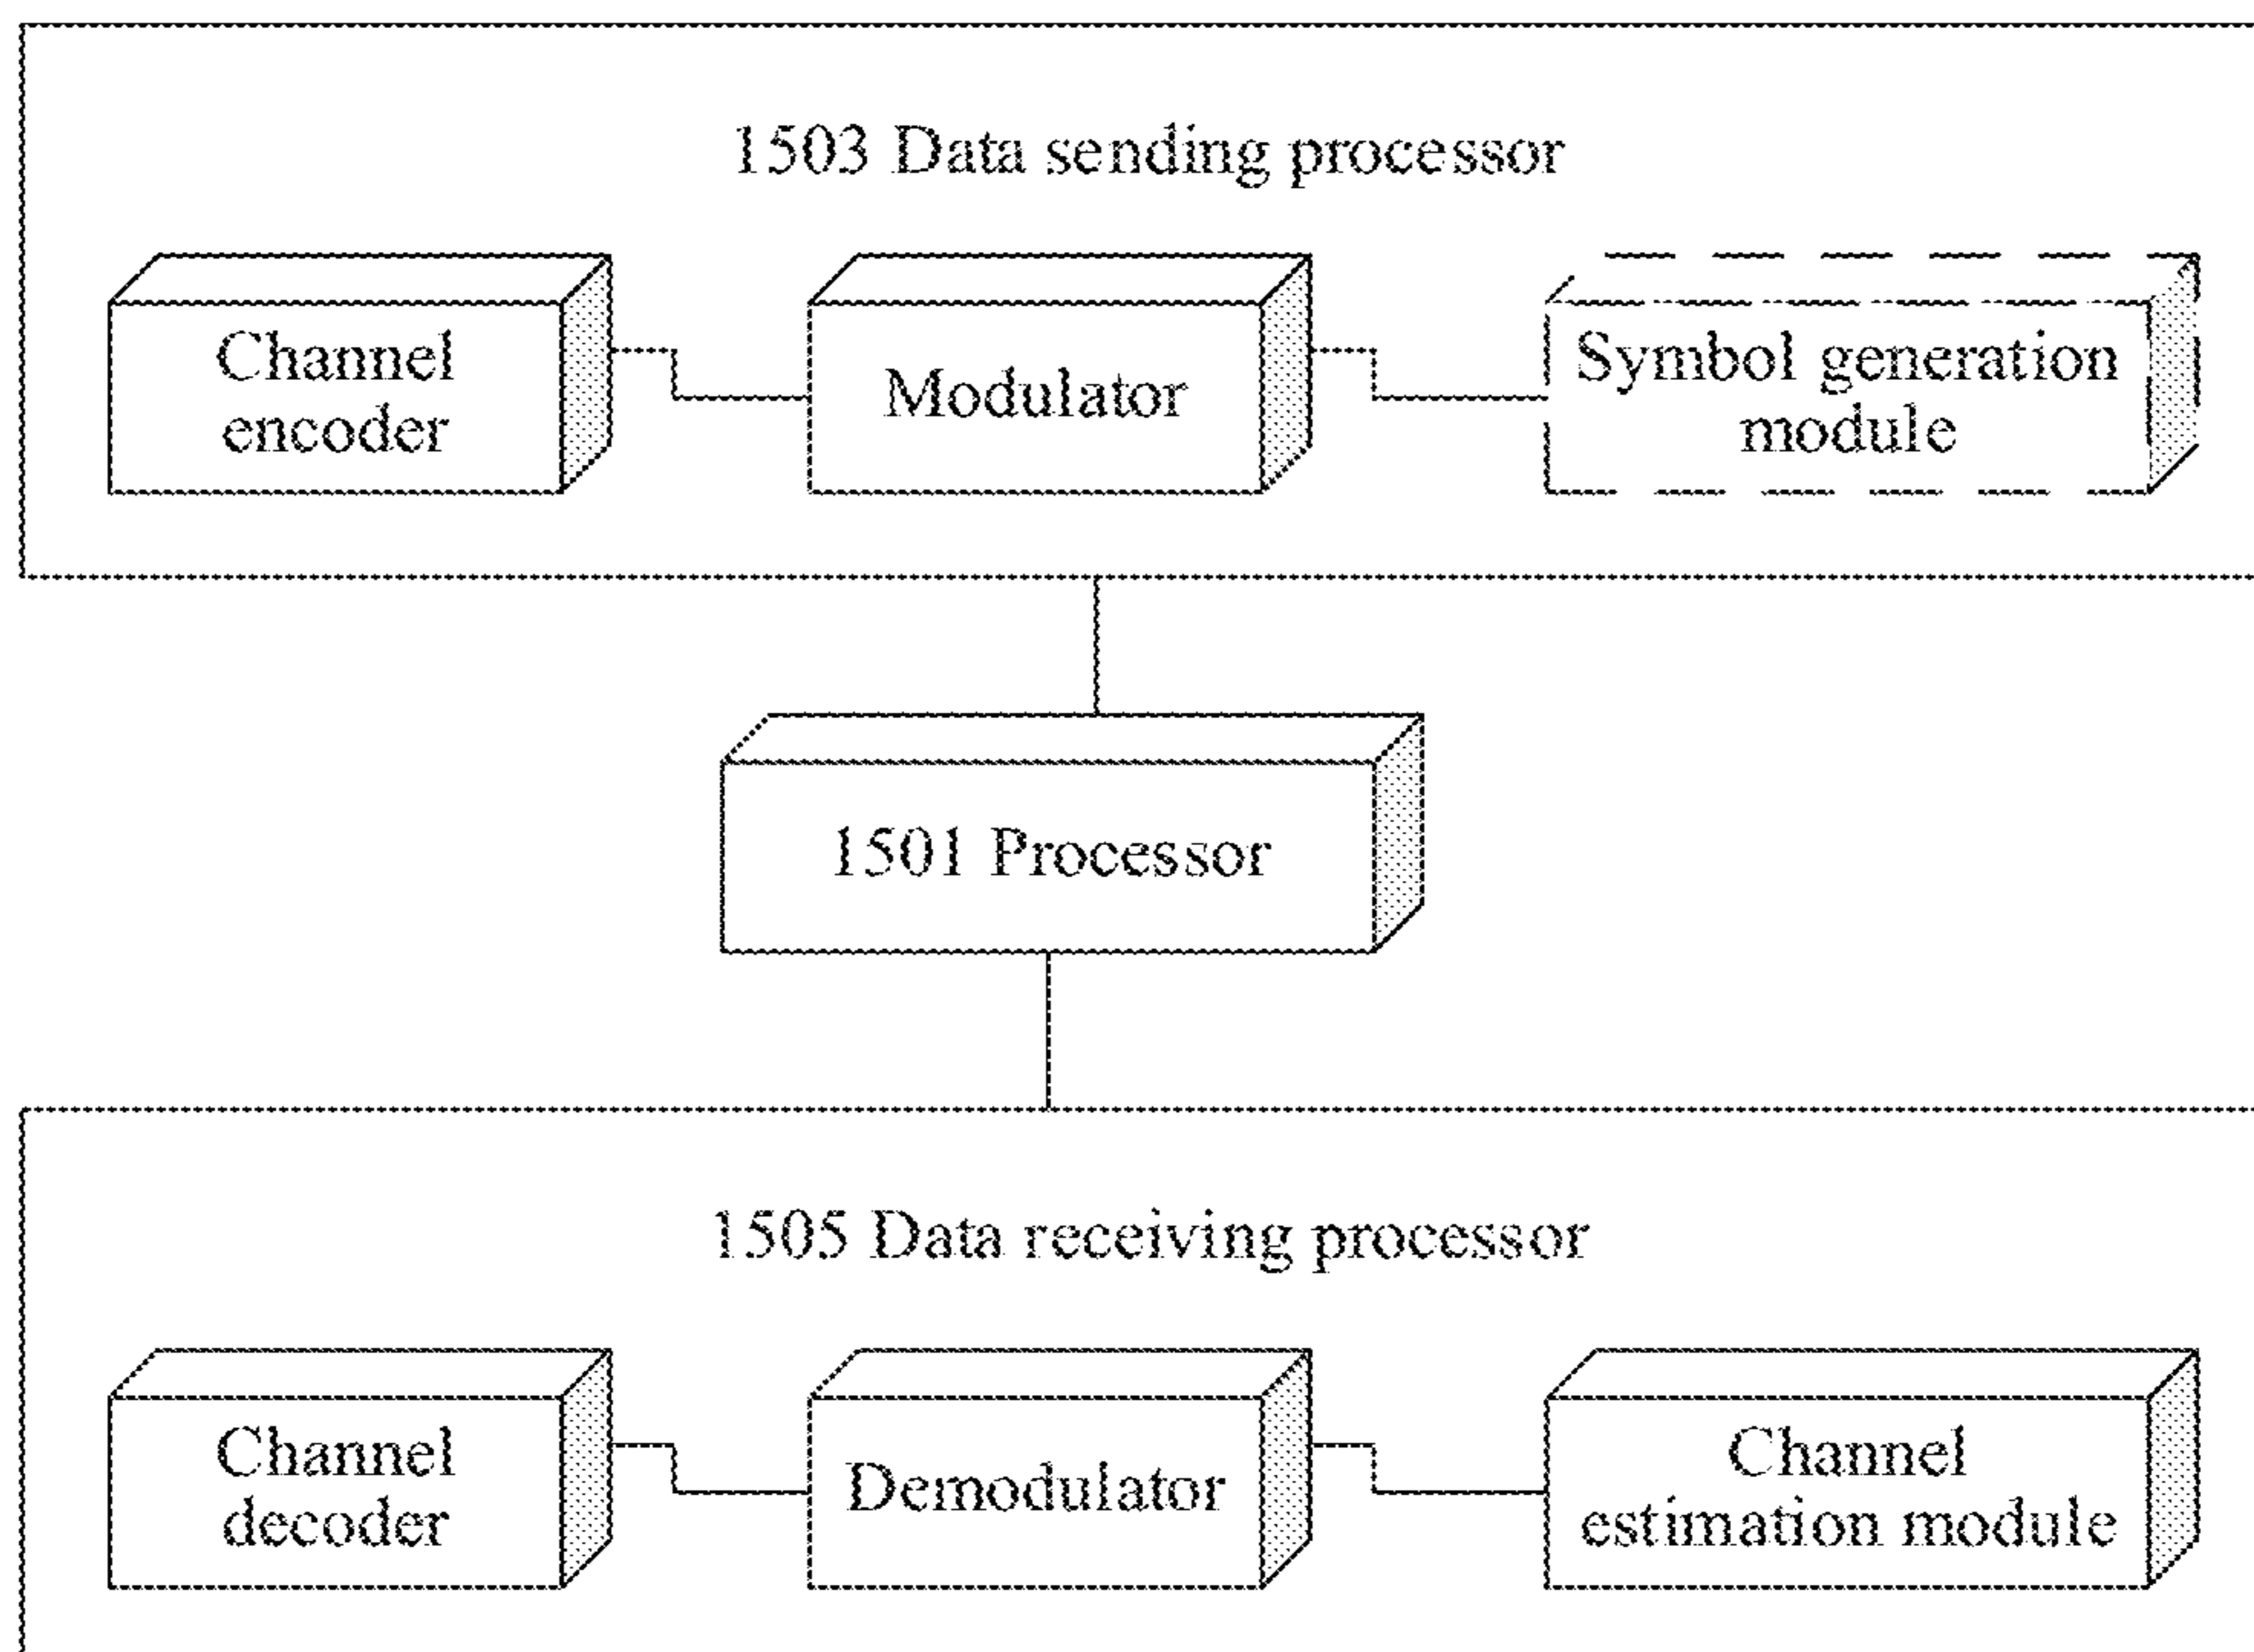 1503 Data sending processor
Channel
encoder
Modulator
Symbol generation
module
1501 Processor
1505 Data receiving processor
Channel
decoder
Demodulator
Channel
estimation module